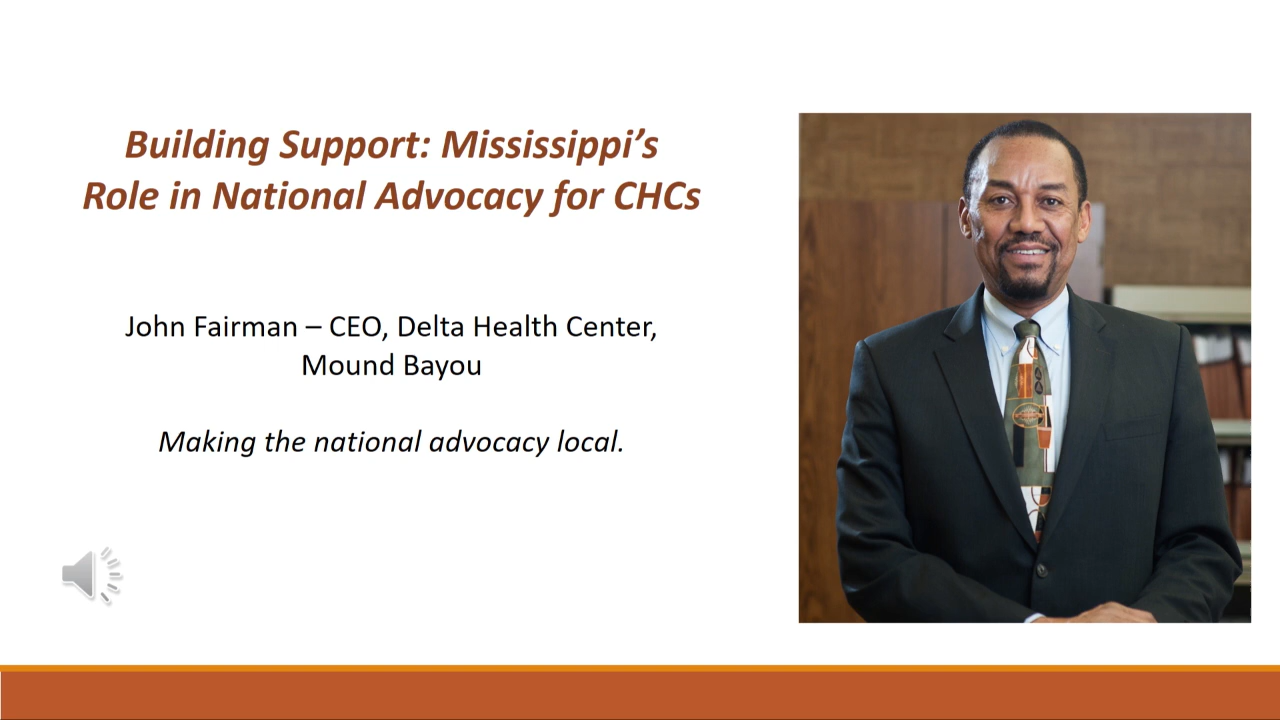 Building Support: Mississippi’s
Role in National Advocacy for CHCs
John Fairman – CEO, Delta Health Center,
Mound Bayou
Making the national advocacy local.